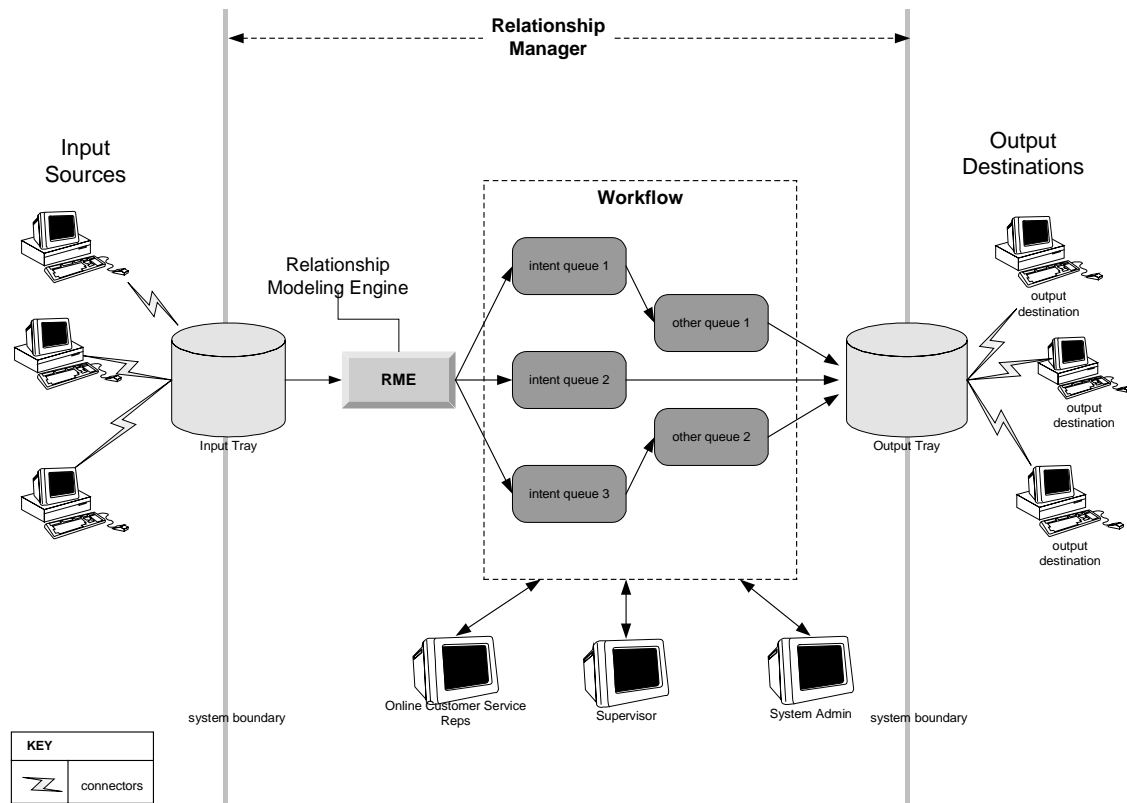 Relationship
Manager
Input
Sources
Output
Destinations
Workflow
Relationship
Modeling Engine
RME
intent queue 1
other queue 1
intent queue 2
other queue 2
intent queue 3
Input Tray
Output Tray
output
destination
output
destination
output
destination
Online Customer Service
Reps
Supervisor
System Admin
system boundary
system boundary
KEY
connectors